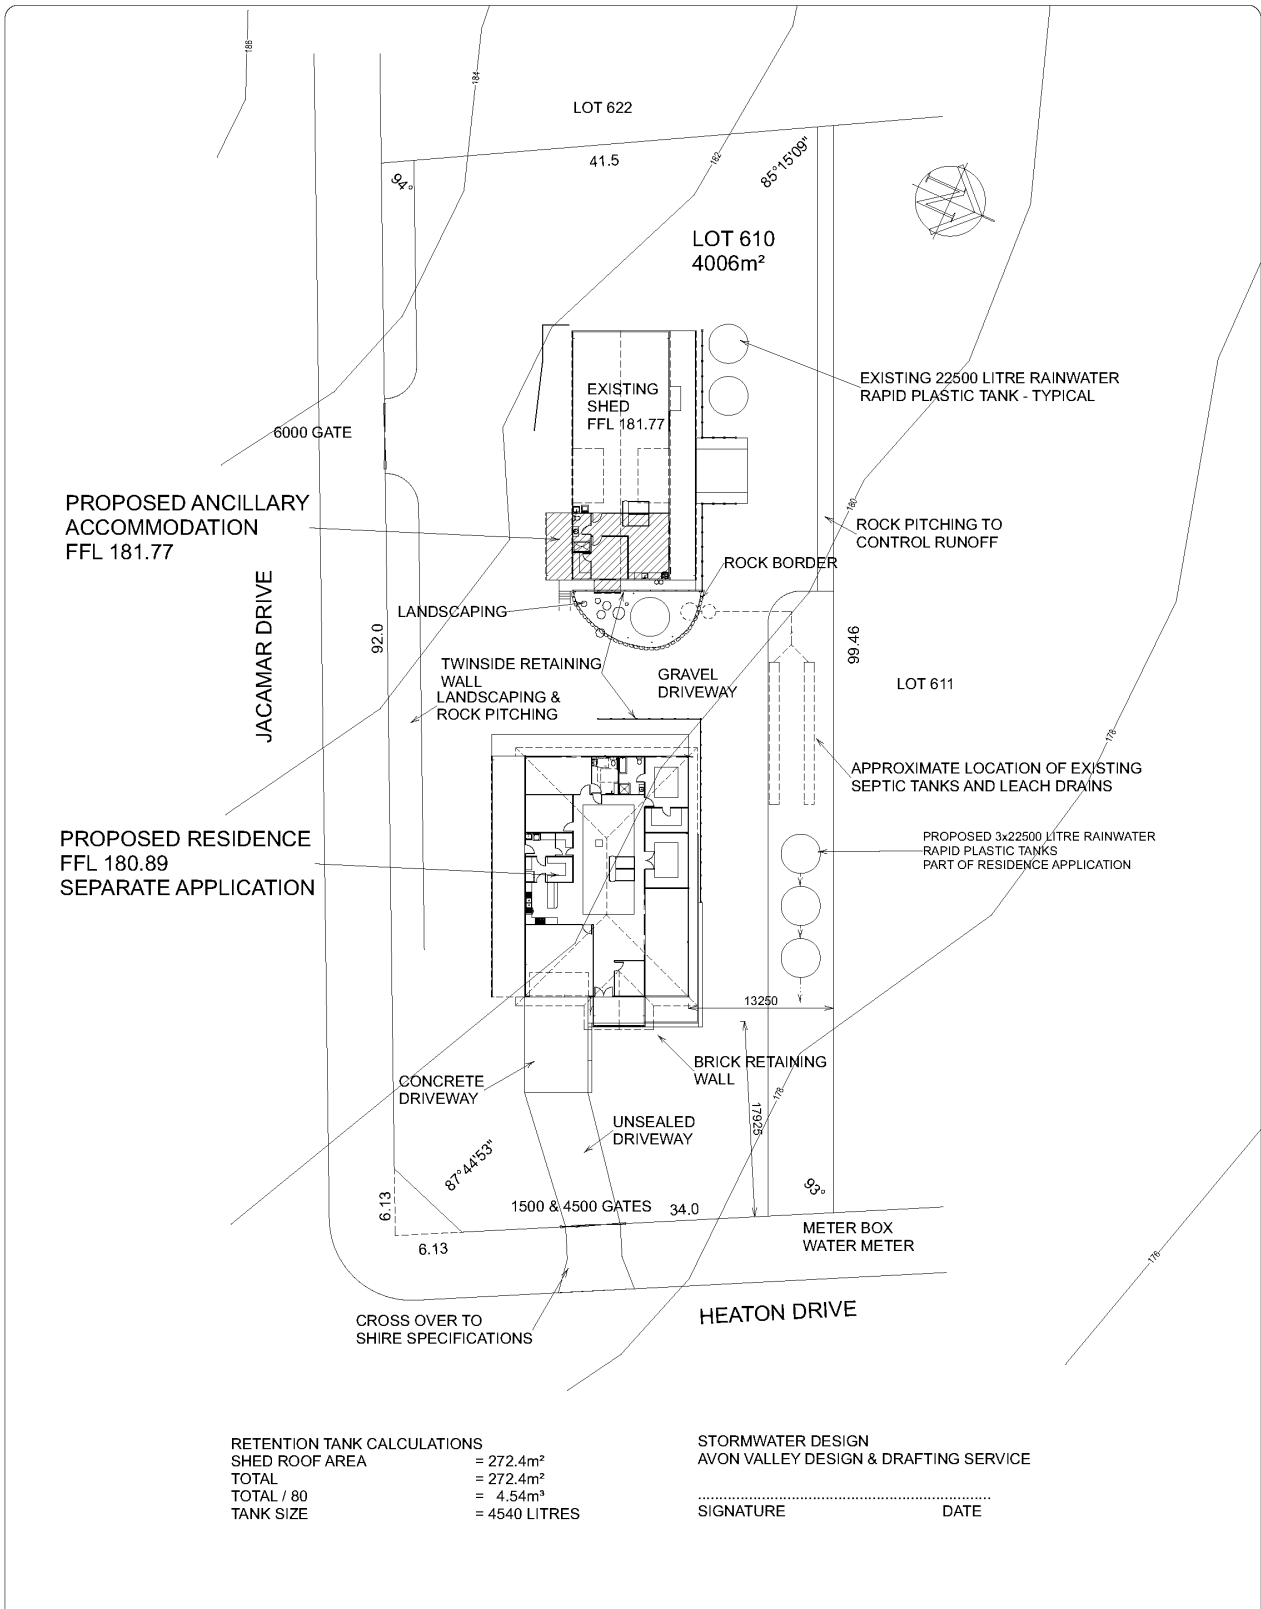 186
184
LOT 622
41.5
182
85°15'09"
94°
LOT 610
4006m²
EXISTING 22500 LITRE RAINWATER
RAPID PLASTIC TANK - TYPICAL
EXISTING
SHED
FFL 181.77
6000 GATE
PROPOSED ANCILLARY
ACCOMMODATION
FFL 181.77
180
ROCK PITCHING TO
CONTROL RUNOFF
ROCK BORDER
LANDSCAPING
JACAMAR DRIVE
92.0
99.46
TWINSIDE RETAINING
WALL
LANDSCAPING &
ROCK PITCHING
GRAVEL
DRIVEWAY
LOT 611
178
APPROXIMATE LOCATION OF EXISTING
SEPTIC TANKS AND LEACH DRAINS
PROPOSED RESIDENCE
FFL 180.89
SEPARATE APPLICATION
PROPOSED 3x22500 LITRE RAINWATER
RAPID PLASTIC TANKS
PART OF RESIDENCE APPLICATION
13250
BRICK RETAINING
WALL
CONCRETE
DRIVEWAY
178
17925
UNSEALED
DRIVEWAY
87°44'53"
93°
6.13
1500 & 4500 GATES
34.0
6.13
METER BOX
WATER METER
176
HEATON DRIVE
CROSS OVER TO
SHIRE SPECIFICATIONS
RETENTION TANK CALCULATIONS
SHED ROOF AREA = 272.4m²
TOTAL = 272.4m²
TOTAL / 80 = 4.54m³
TANK SIZE = 4540 LITRES
STORMWATER DESIGN
AVON VALLEY DESIGN & DRAFTING SERVICE
SIGNATURE DATE